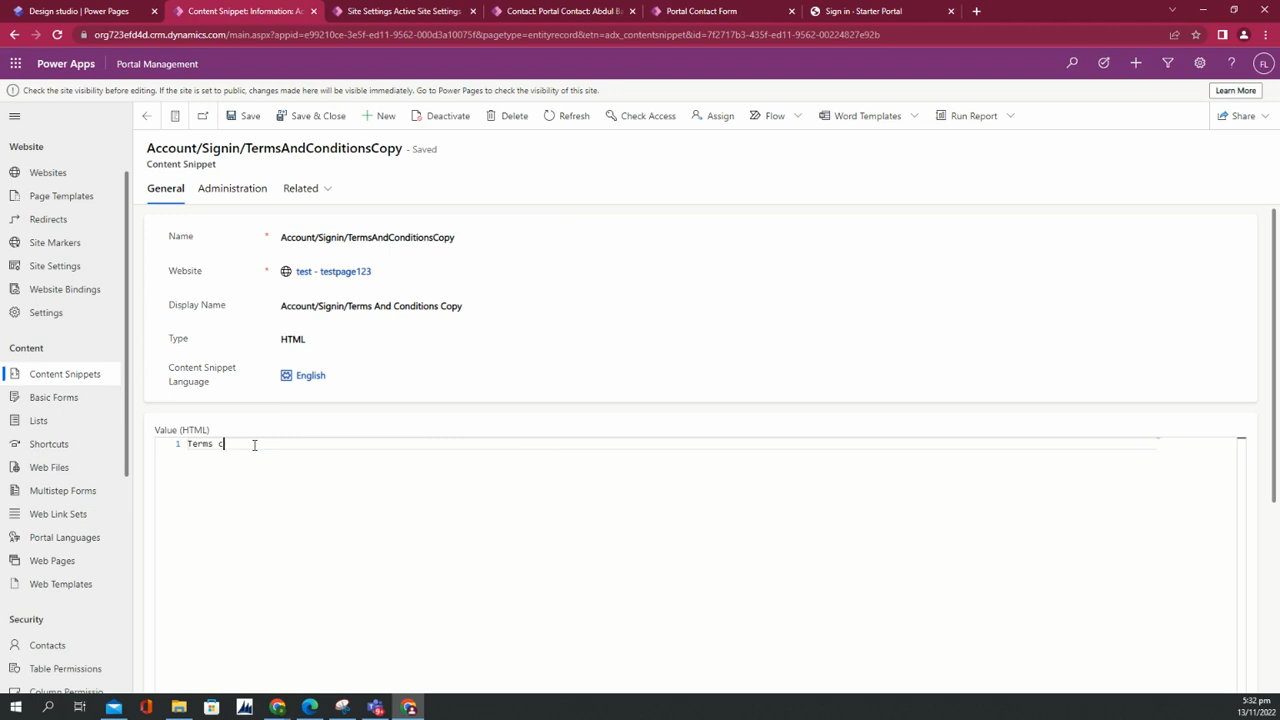 Design studio | Power Pages
Content Snippet: Information: Ac
Site Settings Active Site Settings
Contact: Portal Contact: Abdul B
Portal Contact Form
Sign in - Starter Portal
org723efd4d.crm.dynamics.com/main.aspx?appid=e99210ce-3e5f-ed11-9562-000d3a10075f&pagetype=entityrecord&etn=adx_contentsnippet&id=7f2717b3-435f-ed11-9562-00224827e92b
Power Apps
Portal Management
FL
Check the site visibility before editing. If the site is set to public, changes made here will be visible immediately. Go to Power Pages to check the visibility of this site.
Learn More
Save
Save & Close
New
Deactivate
Delete
Refresh
Check Access
Assign
Flow
Word Templates
Run Report
Share
Account/Signin/TermsAndConditionsCopy - Saved
Content Snippet
General
Administration
Related
Website
Websites
Page Templates
Redirects
Site Markers
Site Settings
Website Bindings
Settings
Content
Content Snippets
Basic Forms
Lists
Shortcuts
Web Files
Multistep Forms
Web Link Sets
Portal Languages
Web Pages
Web Templates
Security
Contacts
Table Permissions
Column Permissio
Name * Account/Signin/TermsAndConditionsCopy
Website * test - testpage123
Display Name Account/Signin/Terms And Conditions Copy
Type HTML
Content Snippet
Language
English
Value (HTML)
1 Terms c
5:32 pm
13/11/2022